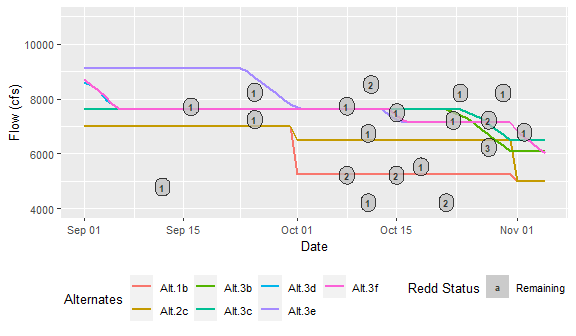 10000
8000
6000
4000
Flow (cfs)
1
2
1
1
1
1
1
1
1
1
2
1
1
3
1
2
2
1
1
2
Sep 01
Sep 15
Oct 01
Oct 15
Nov 01
Date
Alternates
Alt.1b
Alt.3b
Alt.3d
Alt.3f
Alt.2c
Alt.3c
Alt.3e
Redd Status
a
Remaining